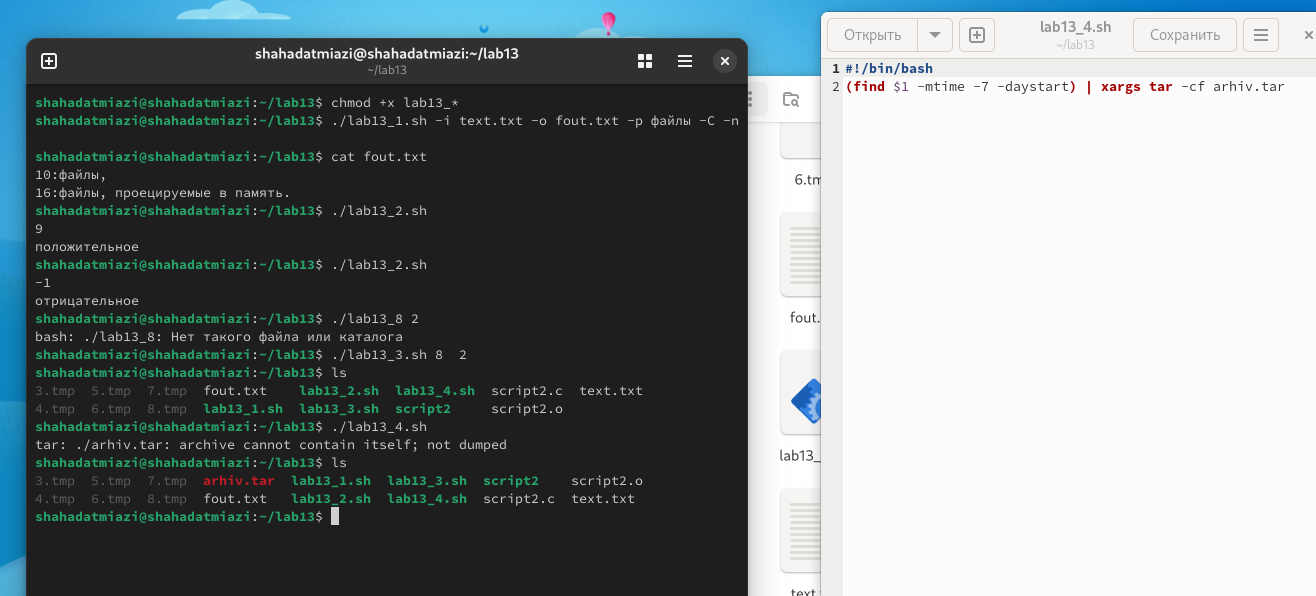 shahadatmiazi@shahadatmiazi:~/lab13
~/lab13
shahadatmiazi@shahadatmiazi:~/lab13$ chmod +x lab13_*
shahadatmiazi@shahadatmiazi:~/lab13$ ./lab13_1.sh -i text.txt -o fout.txt -p файлы -C -n
shahadatmiazi@shahadatmiazi:~/lab13$ cat fout.txt
10:файлы,
16:файлы, проецируемые в память.
shahadatmiazi@shahadatmiazi:~/lab13$ ./lab13_2.sh
9
положительное
shahadatmiazi@shahadatmiazi:~/lab13$ ./lab13_2.sh
-1
отрицательное
shahadatmiazi@shahadatmiazi:~/lab13$ ./lab13_8 2
bash: ./lab13_8: Нет такого файла или каталога
shahadatmiazi@shahadatmiazi:~/lab13$ ./lab13_3.sh 8  2
shahadatmiazi@shahadatmiazi:~/lab13$ ls
3.tmp  5.tmp  7.tmp  fout.txt    lab13_2.sh  lab13_4.sh  script2.c  text.txt
4.tmp  6.tmp  8.tmp  lab13_1.sh  lab13_3.sh  script2     script2.o
shahadatmiazi@shahadatmiazi:~/lab13$ ./lab13_4.sh
tar: ./arhiv.tar: archive cannot contain itself; not dumped
shahadatmiazi@shahadatmiazi:~/lab13$ ls
3.tmp  5.tmp  7.tmp  arhiv.tar  lab13_1.sh  lab13_3.sh  script2    script2.o
4.tmp  6.tmp  8.tmp  fout.txt   lab13_2.sh  lab13_4.sh  script2.c  text.txt
shahadatmiazi@shahadatmiazi:~/lab13$
6.tm
fout.
lab13_
text.
Открыть
lab13_4.sh
~/lab13
Сохранить
1 #!/bin/bash
2 (find $1 -mtime -7 -daystart) | xargs tar -cf arhiv.tar